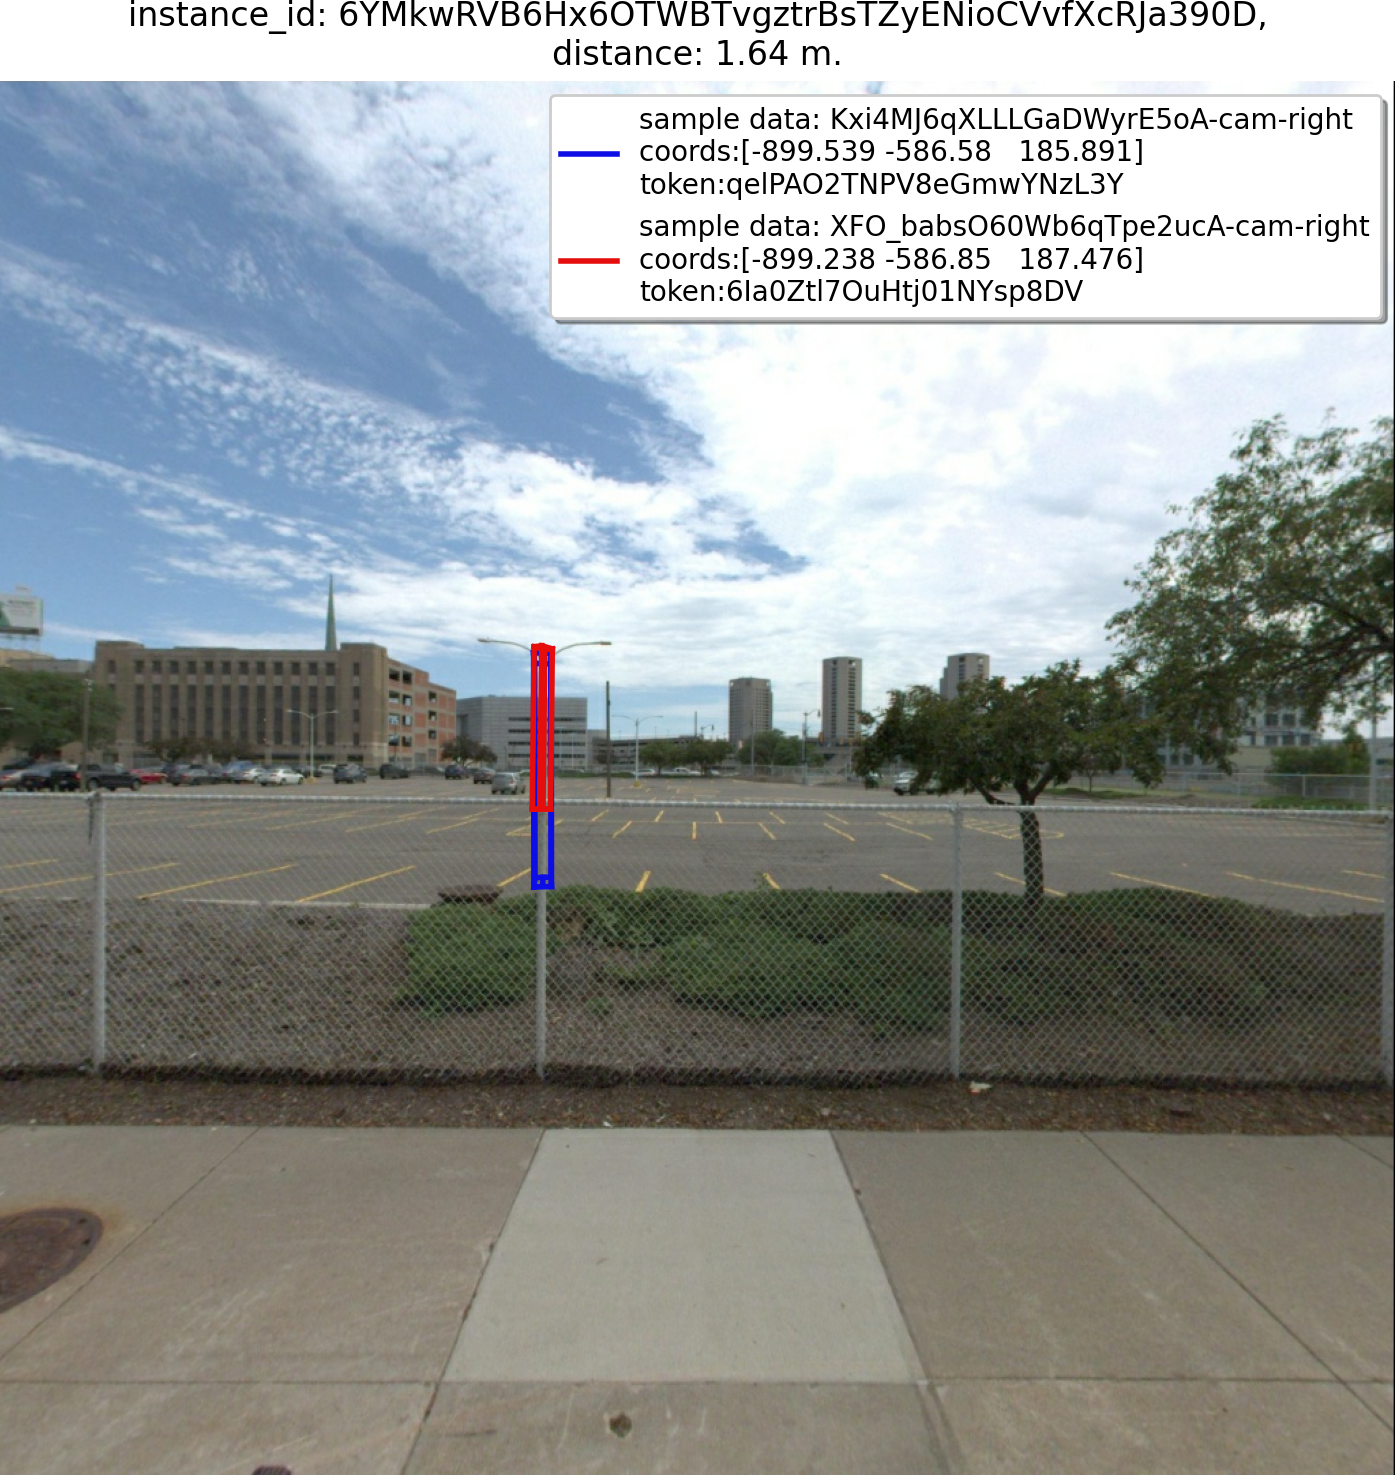 instance_id: 6YMkwRVB6Hx6OTWBTvgztrBsTZyENioCVvfXcRJa390D,
distance: 1.64 m.
sample data: Kxi4MJ6qXLLLGaDWyrE5oA-cam-right
coords:[-899.539 -586.58 185.891]
token:qelPAO2TNPV8eGmwYNzL3Y
sample data: XFO_babsO60Wb6qTpe2ucA-cam-right
coords:[-899.238 -586.85 187.476]
token:6Ia0Ztl7OuHtj01NYsp8DV